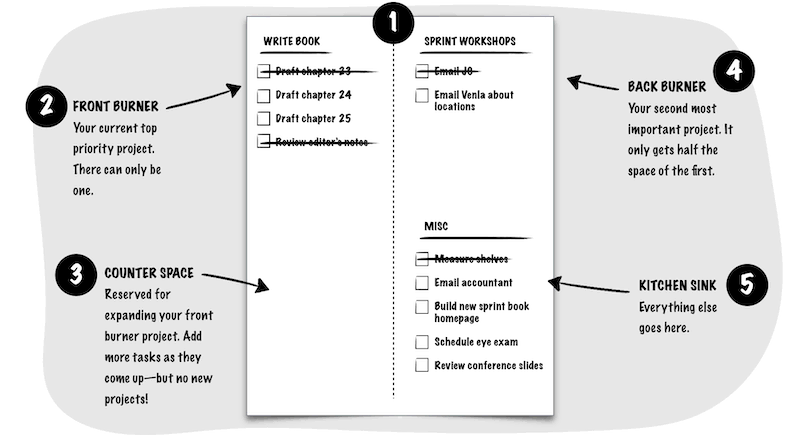 1
WRITE BOOK
Draft chapter 23
Draft chapter 24
Draft chapter 25
Review editor's notes
SPRINT WORKSHOPS
Email JB
Email Venla about
locations
MISC
Measure shelves
Email accountant
Build new sprint book
homepage
Schedule eye exam
Review conference slides
2
FRONT BURNER
Your current top
priority project.
There can only be
one.
3
COUNTER SPACE
Reserved for
expanding your front
burner project. Add
more tasks as they
come up—but no new
projects!
4
BACK BURNER
Your second most
important project. It
only gets half the
space of the first.
5
KITCHEN SINK
Everything else
goes here.